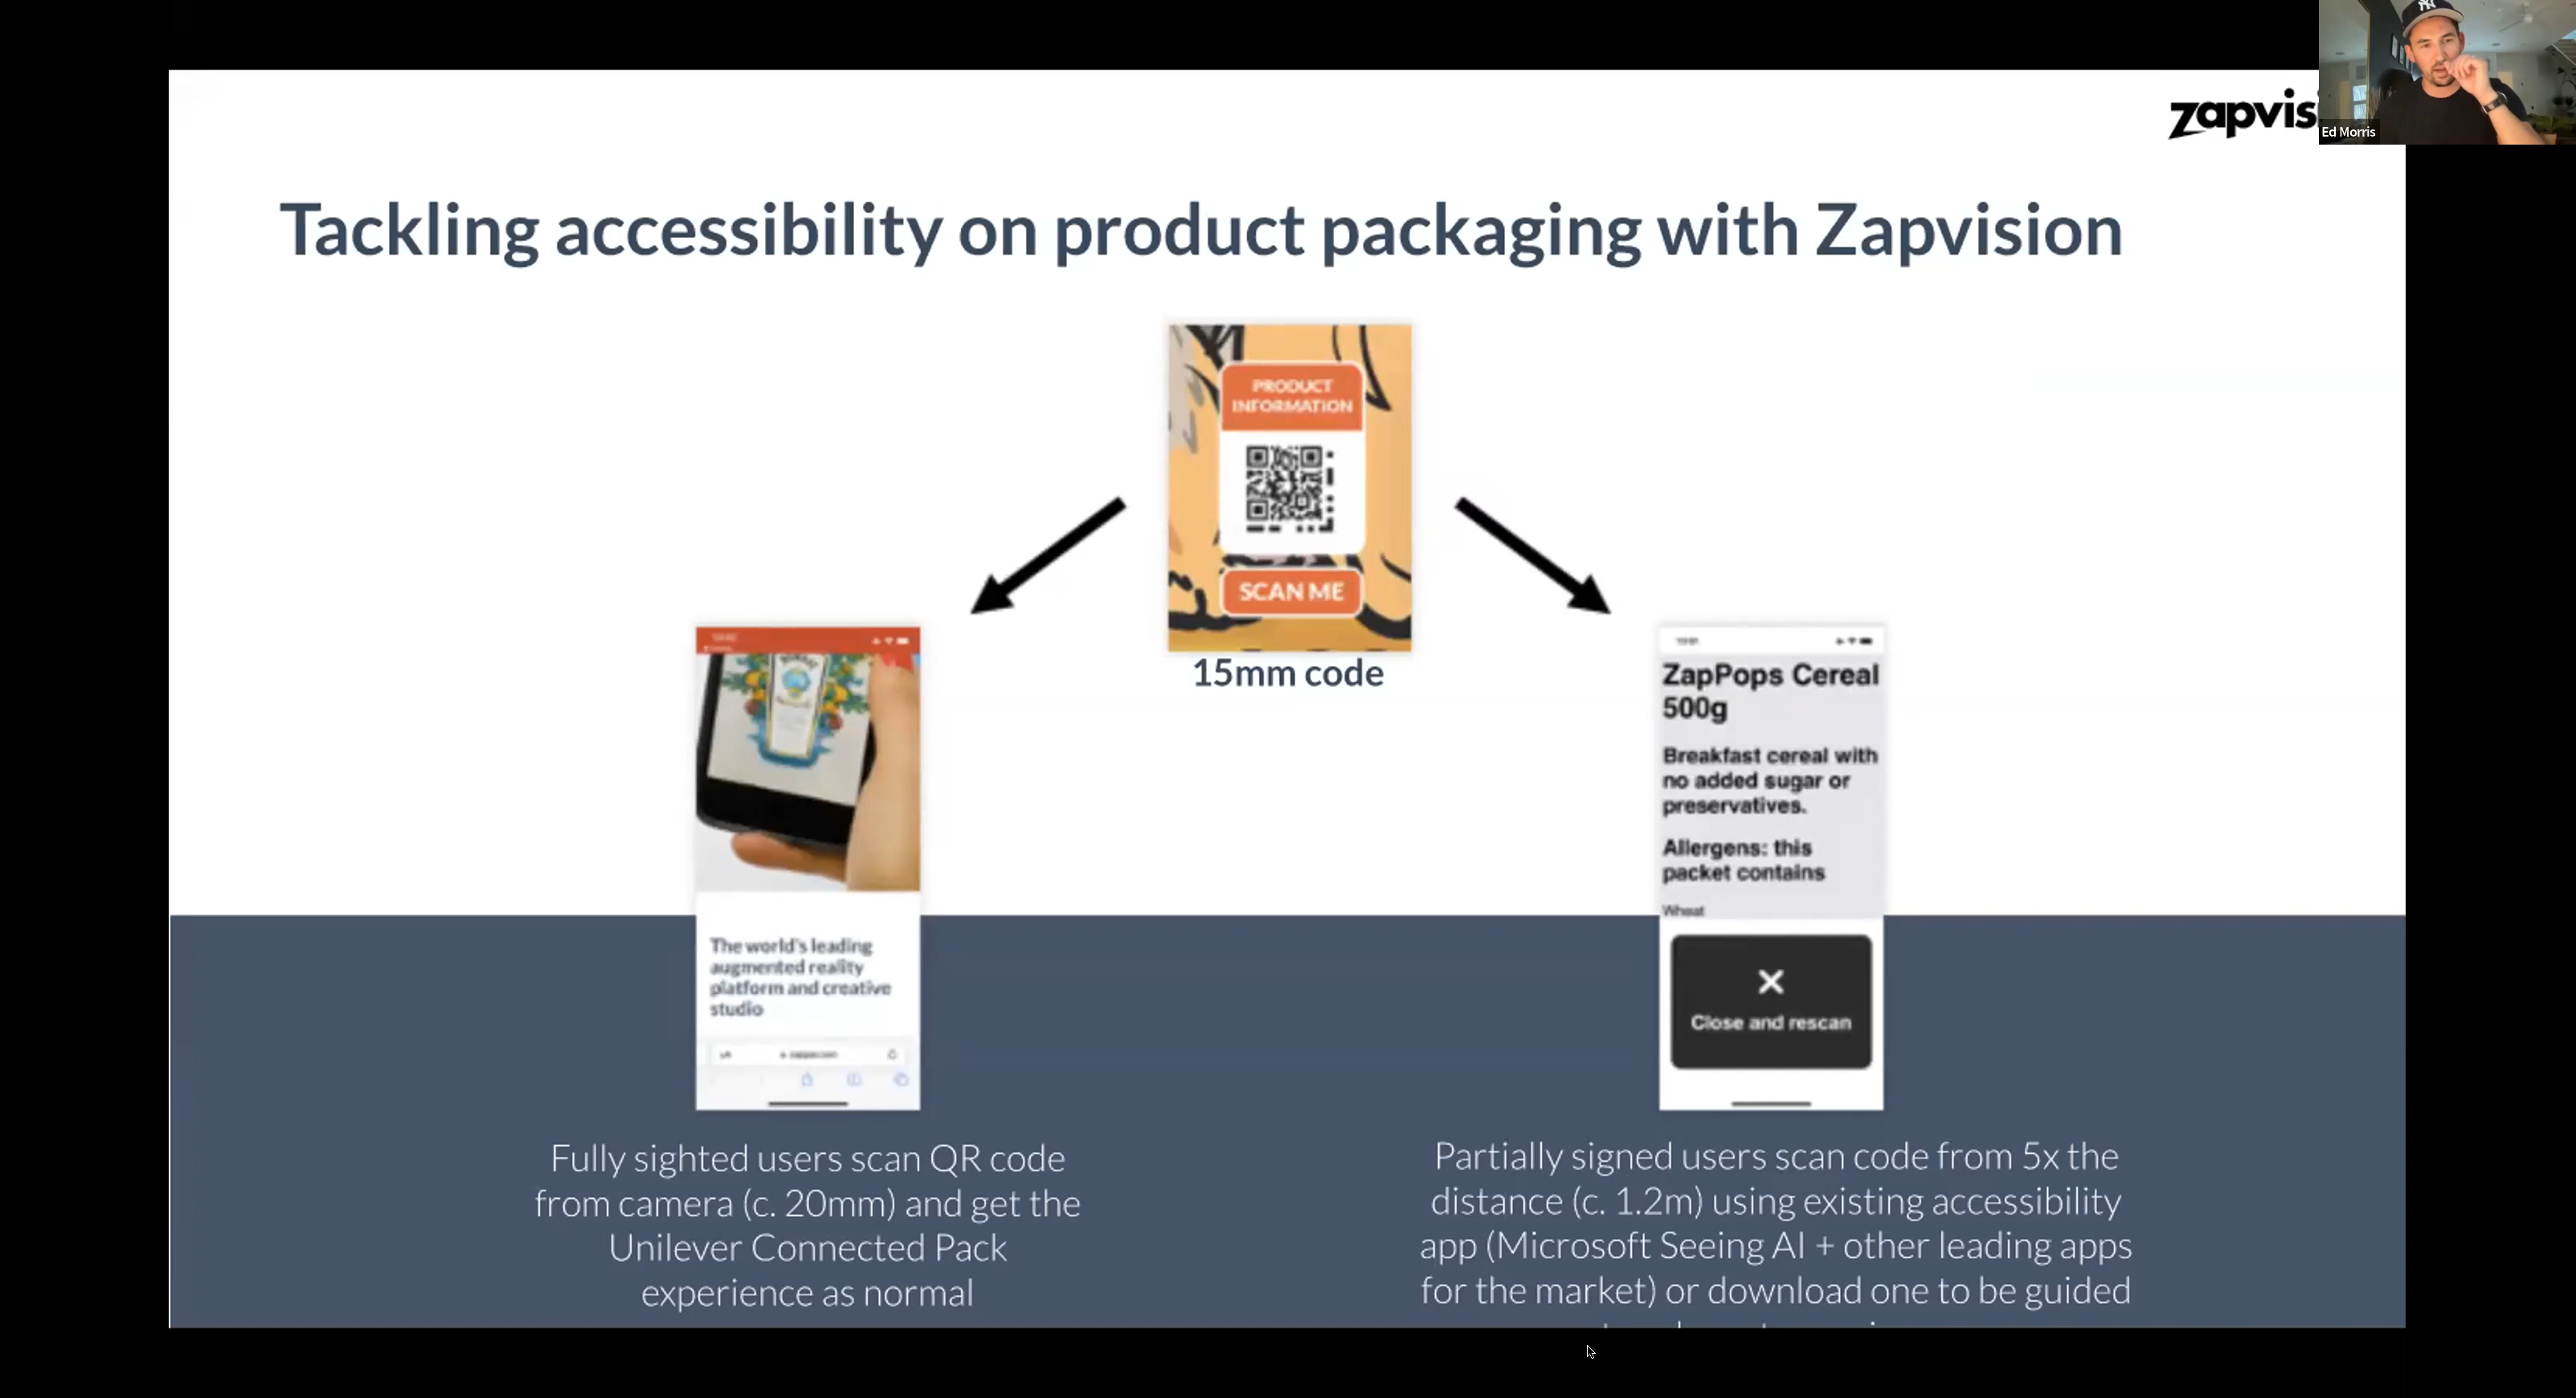 zapvis
Ed Morris
Tackling accessibility on product packaging with Zapvision
PRODUCT
INFORMATION
SCAN ME
15mm code
The world's leading
augmented reality
platform and creative
studio
ZapPops Cereal
500g
Breakfast cereal with
no added sugar or
preservatives.
Allergens: this
packet contains
Wheat
Close and rescan
Fully sighted users scan QR code
from camera (c. 20mm) and get the
Unilever Connected Pack
experience as normal
Partially signed users scan code from 5x the
distance (c. 1.2m) using existing accessibility
app (Microsoft Seeing AI + other leading apps
for the market) or download one to be guided